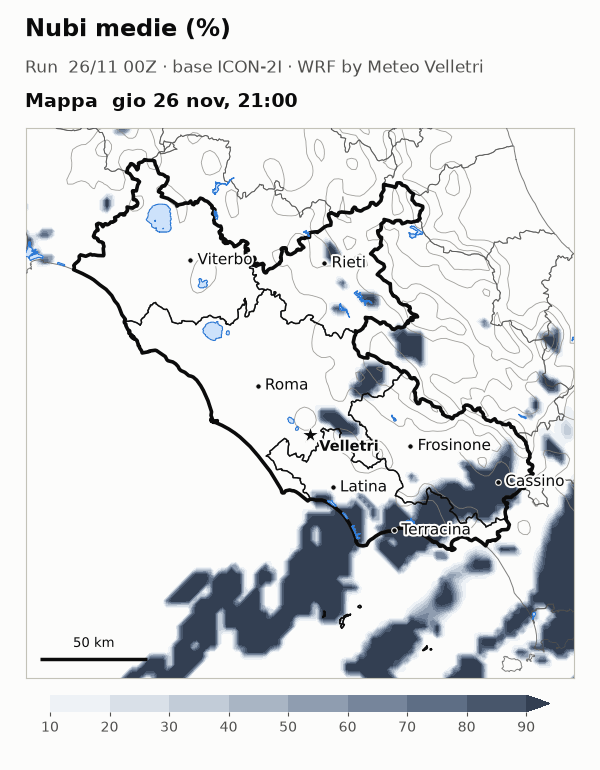 Nubi medie (%)
Run  26/11 00Z · base ICON-2I · WRF by Meteo Velletri
Mappa  gio 26 nov, 21:00
Viterbo
Rieti
Roma
Velletri
Frosinone
Cassino
Latina
Terracina
50 km
10 20 30 40 50 60 70 80 90